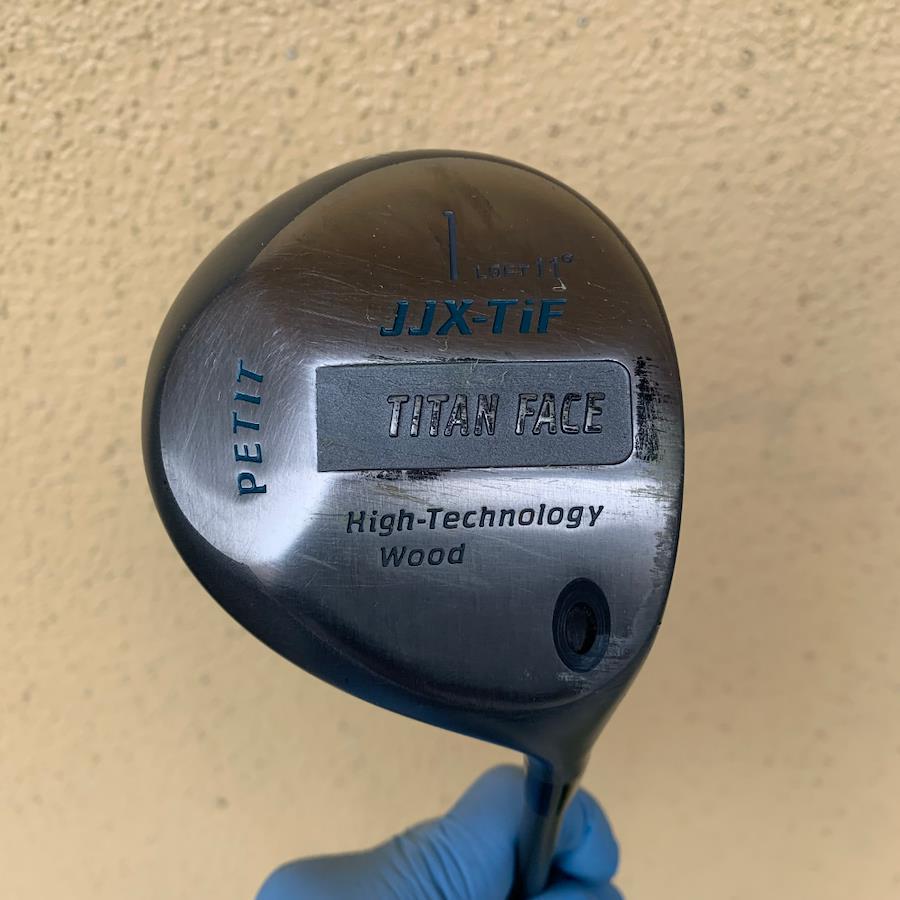 1 LOFT 11°
JJX-TiF
PETIT
TITAN FACE
High-Technology
Wood